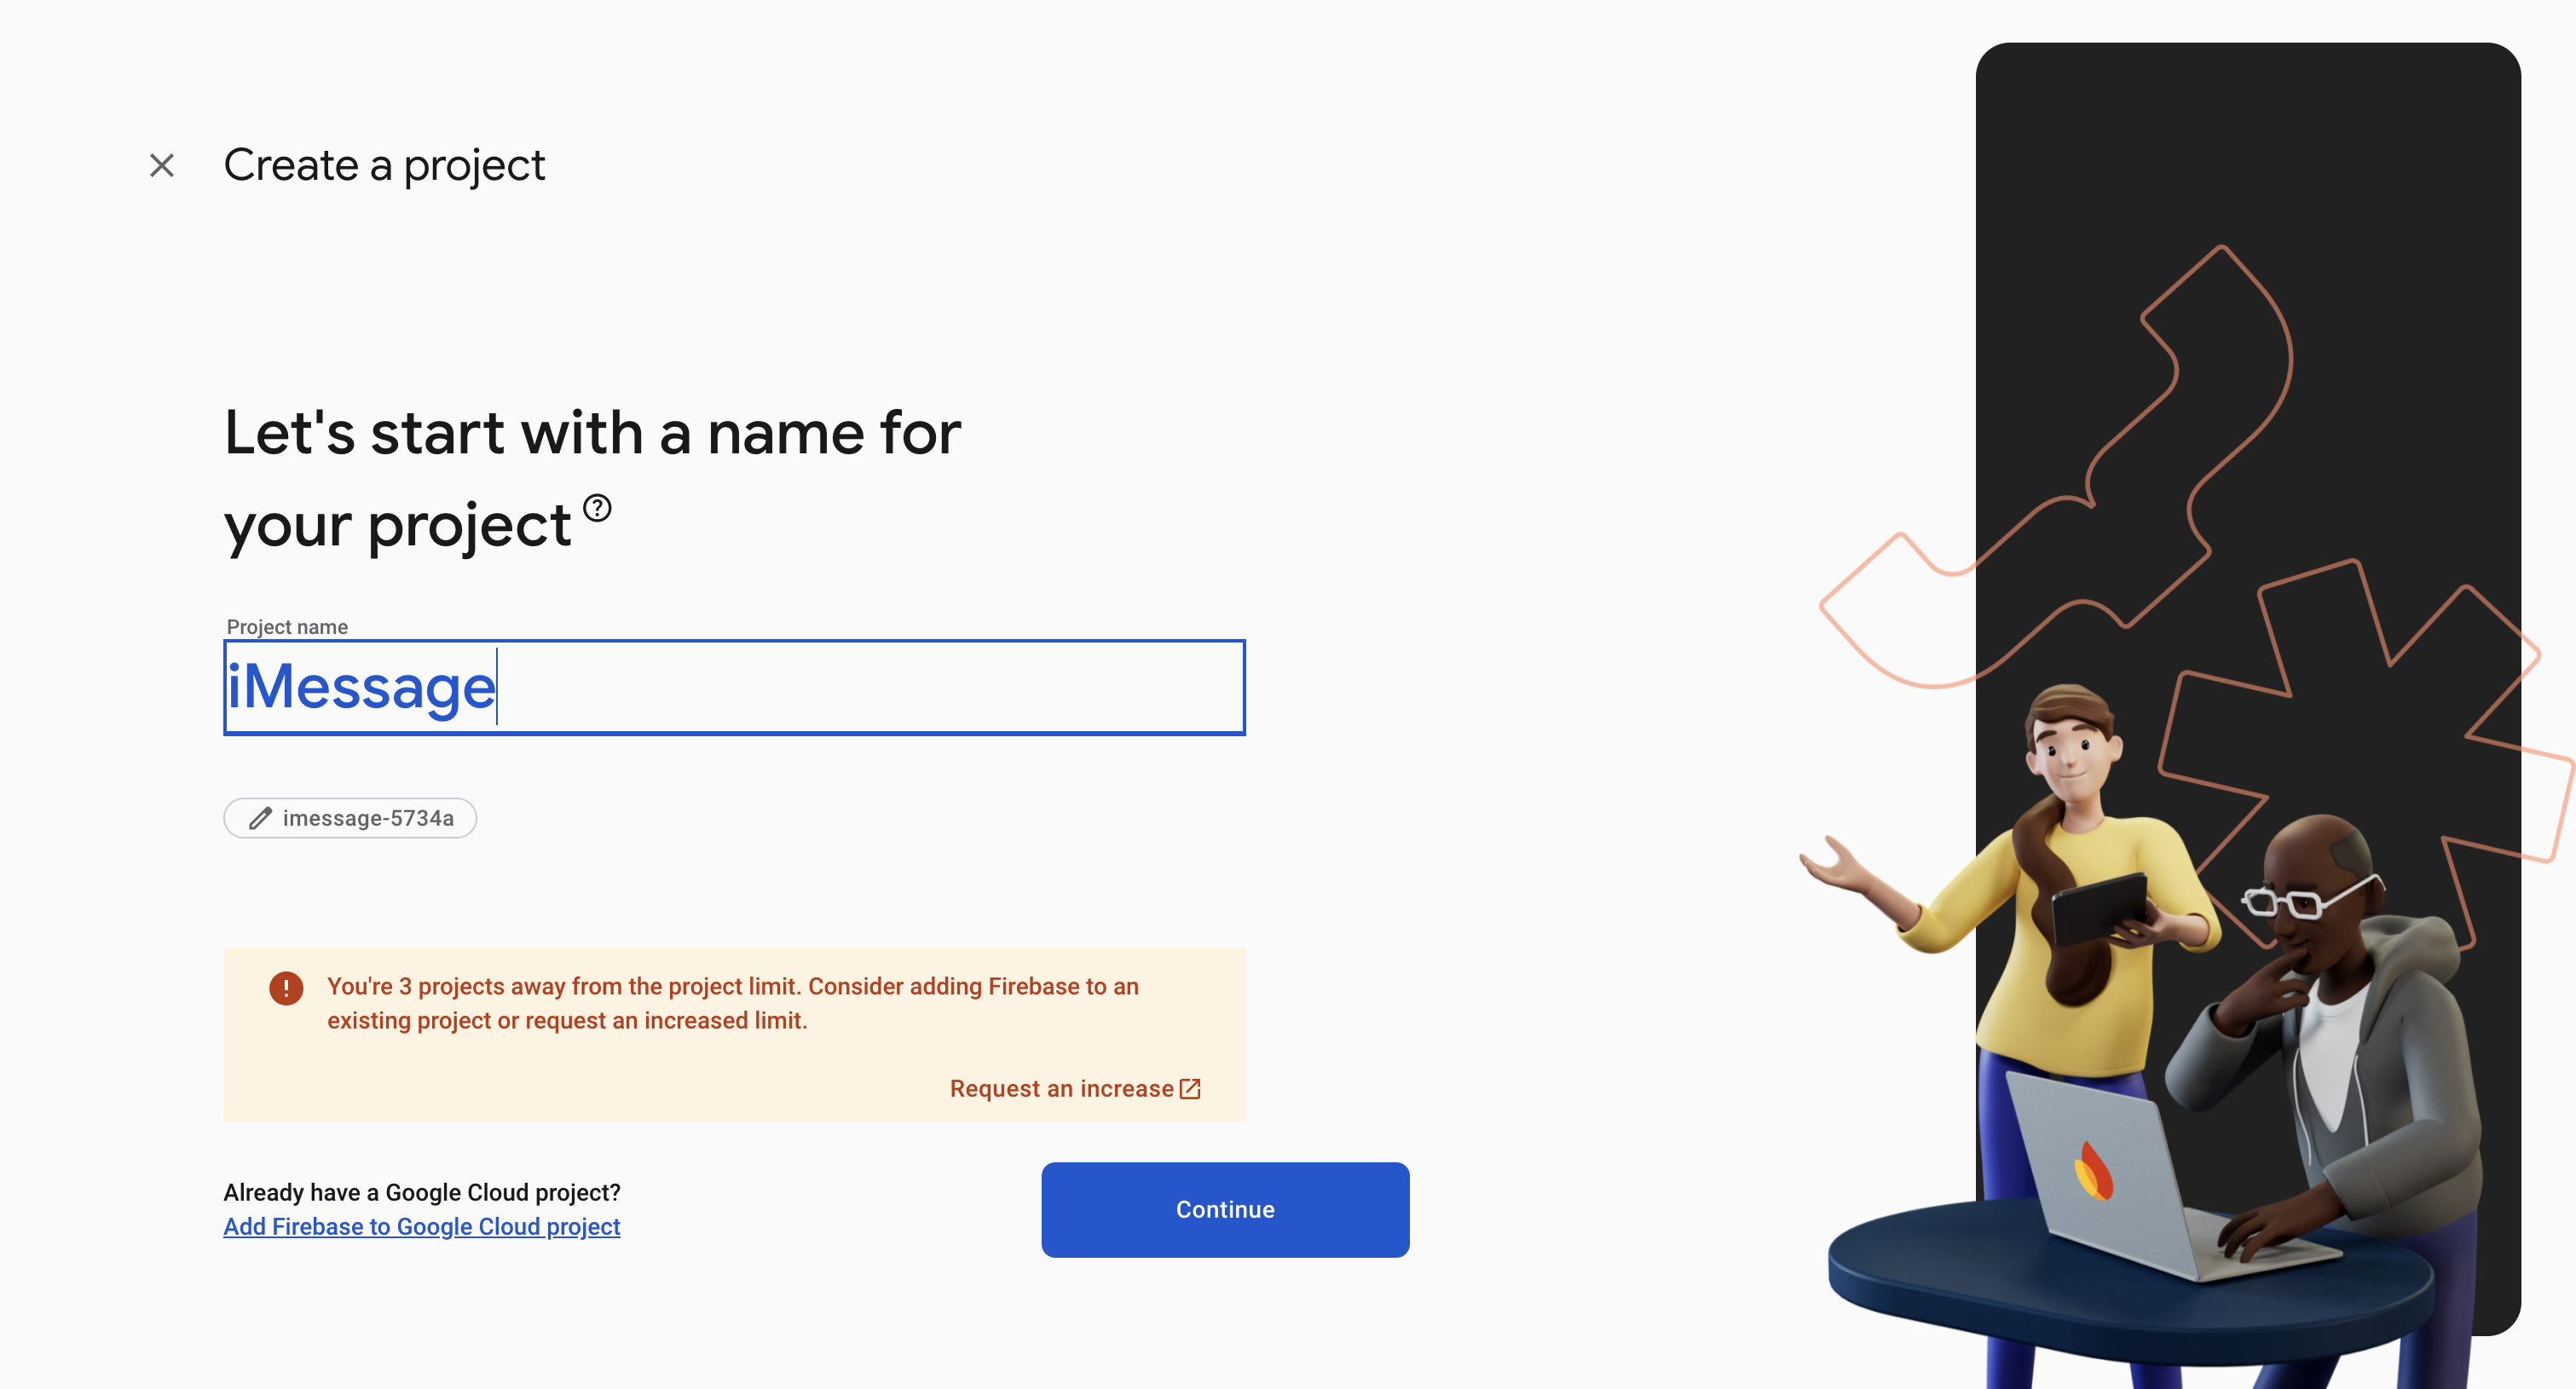 Create a project
Let's start with a name for
your project
Project name
iMessage
imessage-5734a
You're 3 projects away from the project limit. Consider adding Firebase to an
existing project or request an increased limit.
Request an increase
Already have a Google Cloud project?
Add Firebase to Google Cloud project
Continue